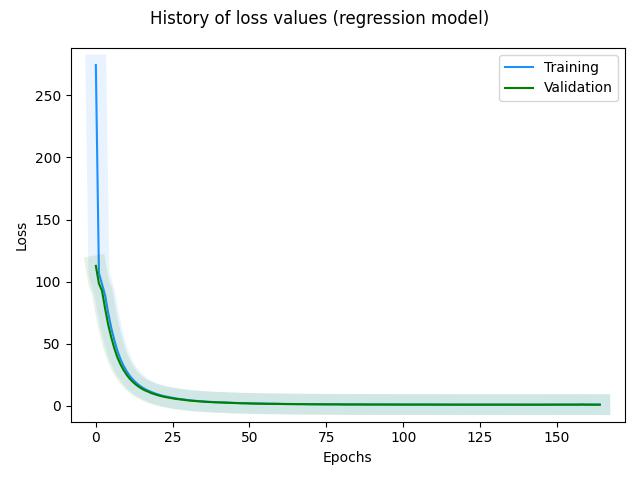 History of loss values (regression model)
Training
Validation
250
200
150
100
50
0
Loss
0 25 50 75 100 125 150
Epochs